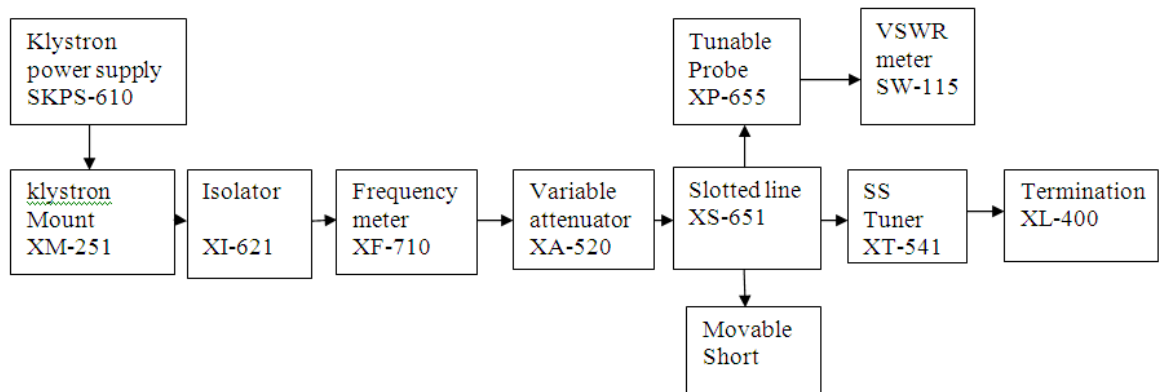 Klystron
power supply
SKPS-610
Tunable
Probe
XP-655
VSWR
meter
SW-115
klystron
Mount
XM-251
Isolator
XI-621
Frequency
meter
XF-710
Variable
attenuator
XA-520
Slotted line
XS-651
SS
Tuner
XT-541
Termination
XL-400
Movable
Short